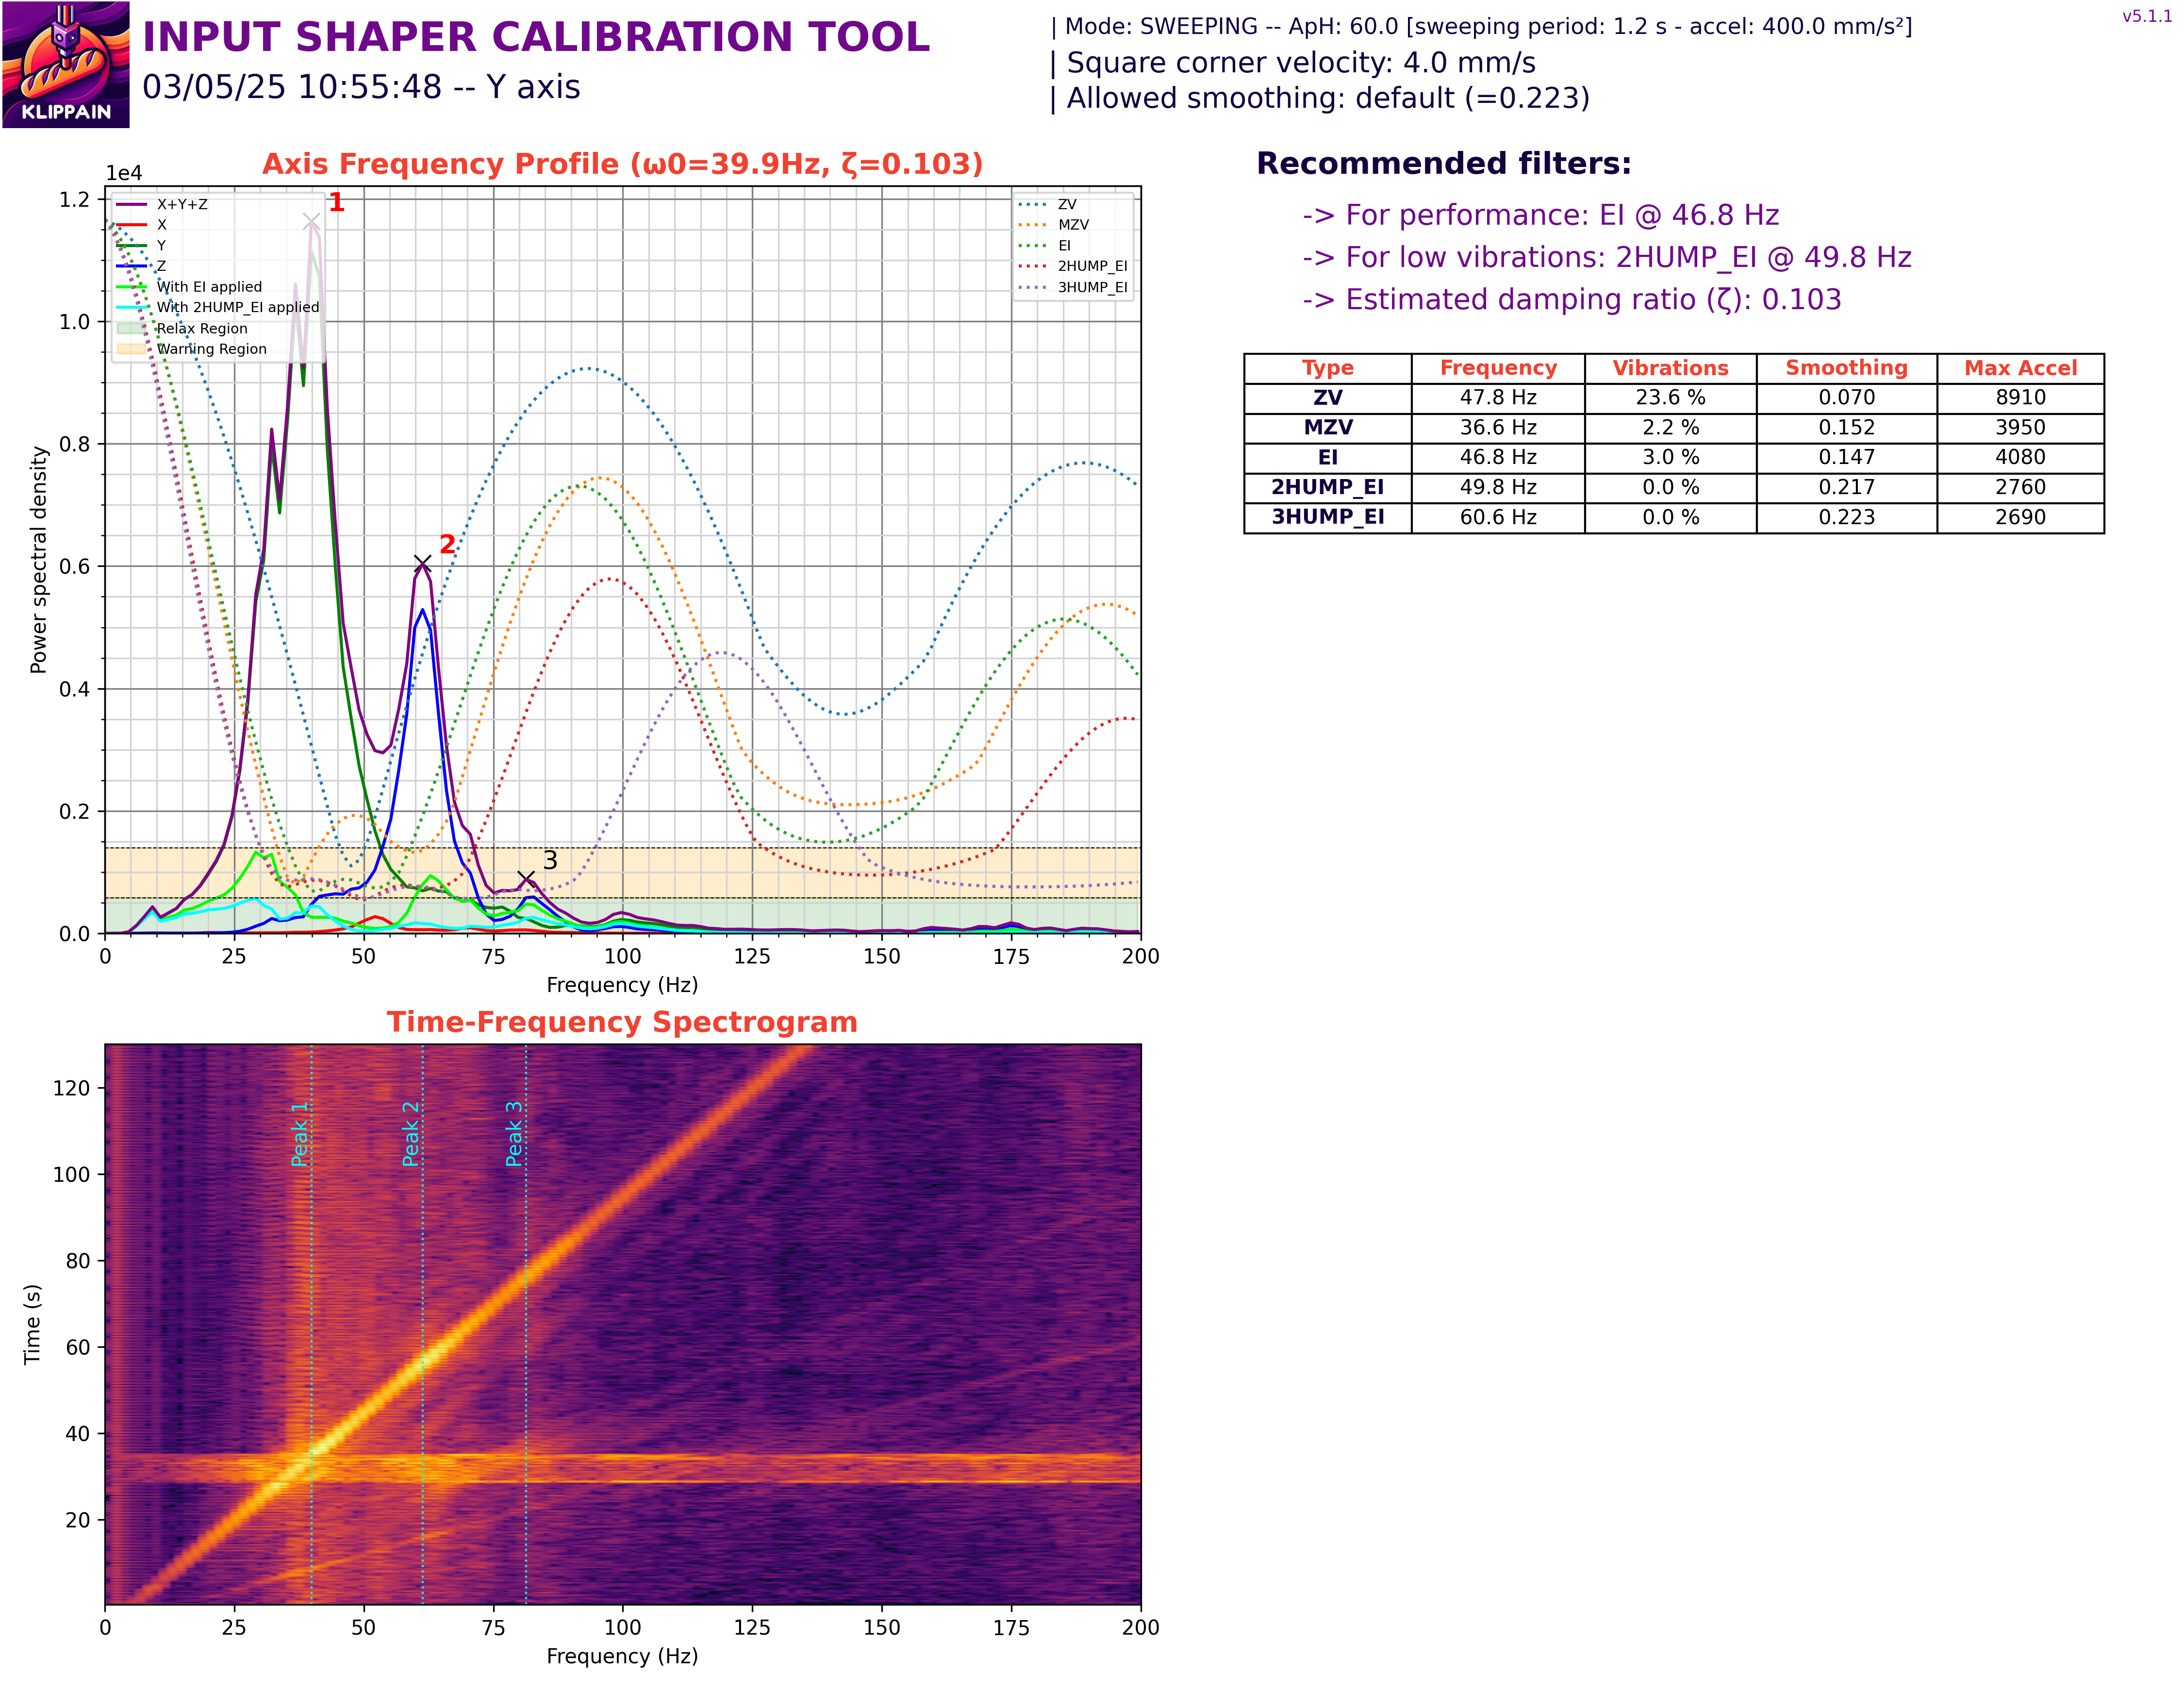 KLIPPAIN
INPUT SHAPER CALIBRATION TOOL
03/05/25 10:55:48 -- Y axis
| Mode: SWEEPING -- ApH: 60.0 [sweeping period: 1.2 s - accel: 400.0 mm/s²]
| Square corner velocity: 4.0 mm/s
| Allowed smoothing: default (=0.223)
v5.1.1
Axis Frequency Profile (ω0=39.9Hz, ζ=0.103)
1e4
1.2
1.0
0.8
0.6
0.4
0.2
0.0
Power spectral density
X+Y+Z
X
Y
Z
With EI applied
With 2HUMP_EI applied
Relax Region
Warning Region
1
2
3
ZV
MZV
EI
2HUMP_EI
3HUMP_EI
0 25 50 75 100 125 150 175 200
Frequency (Hz)
Recommended filters:
-> For performance: EI @ 46.8 Hz
-> For low vibrations: 2HUMP_EI @ 49.8 Hz
-> Estimated damping ratio (ζ): 0.103
Type Frequency Vibrations Smoothing Max Accel
ZV 47.8 Hz 23.6 % 0.070 8910
MZV 36.6 Hz 2.2 % 0.152 3950
EI 46.8 Hz 3.0 % 0.147 4080
2HUMP_EI 49.8 Hz 0.0 % 0.217 2760
3HUMP_EI 60.6 Hz 0.0 % 0.223 2690
Time-Frequency Spectrogram
120
100
80
60
40
20
Time (s)
Peak 1
Peak 2
Peak 3
0 25 50 75 100 125 150 175 200
Frequency (Hz)